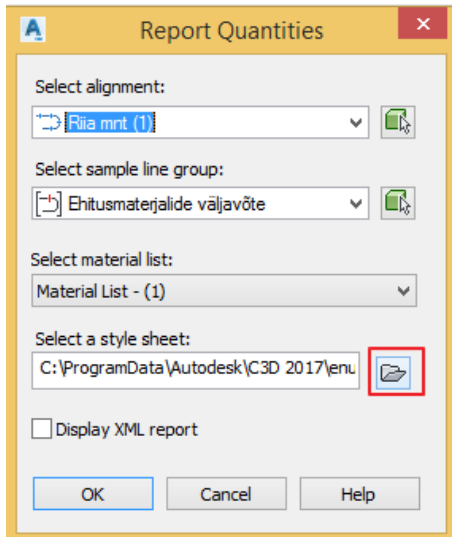 Report Quantities
Select alignment:
Riia mnt (1)
Select sample line group:
Ehitusmaterjalide väljavõte
Select material list:
Material List - (1)
Select a style sheet:
C:\ProgramData\Autodesk\C3D 2017\enu
Display XML report
OK Cancel Help